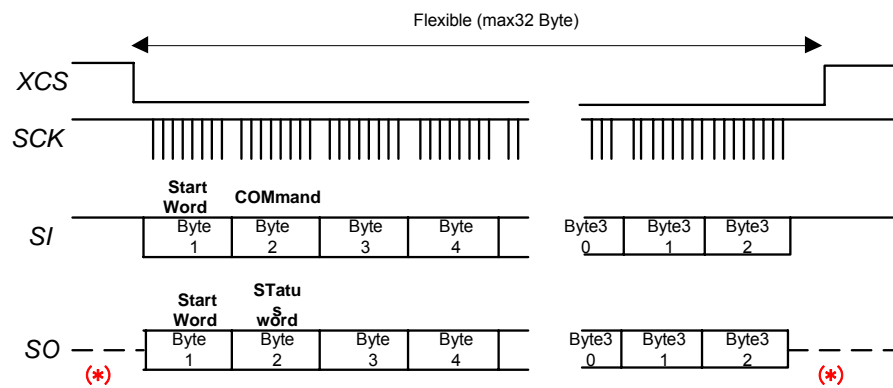 Flexible (max32 Byte)
XCS
SCK
Start
Word
COMmand
SI
Byte
1
Byte
2
Byte
3
Byte
4
Byte3
0
Byte3
1
Byte3
2
Start
Word
STatu
s
word
SO
Byte
1
Byte
2
Byte
3
Byte
4
Byte3
0
Byte3
1
Byte3
2
(*)
(*)